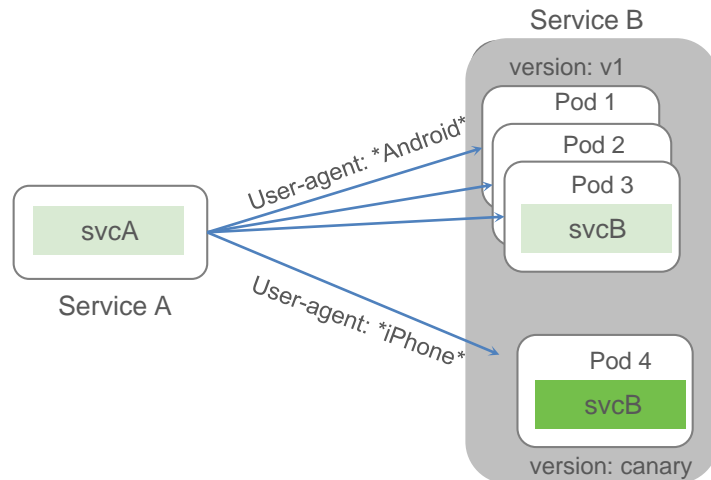 Service B
version: v1
Pod 1
User-agent: *Android*
Pod 2
Pod 3
svcA
svcB
Service A
User-agent: *iPhone*
Pod 4
svcB
version: canary